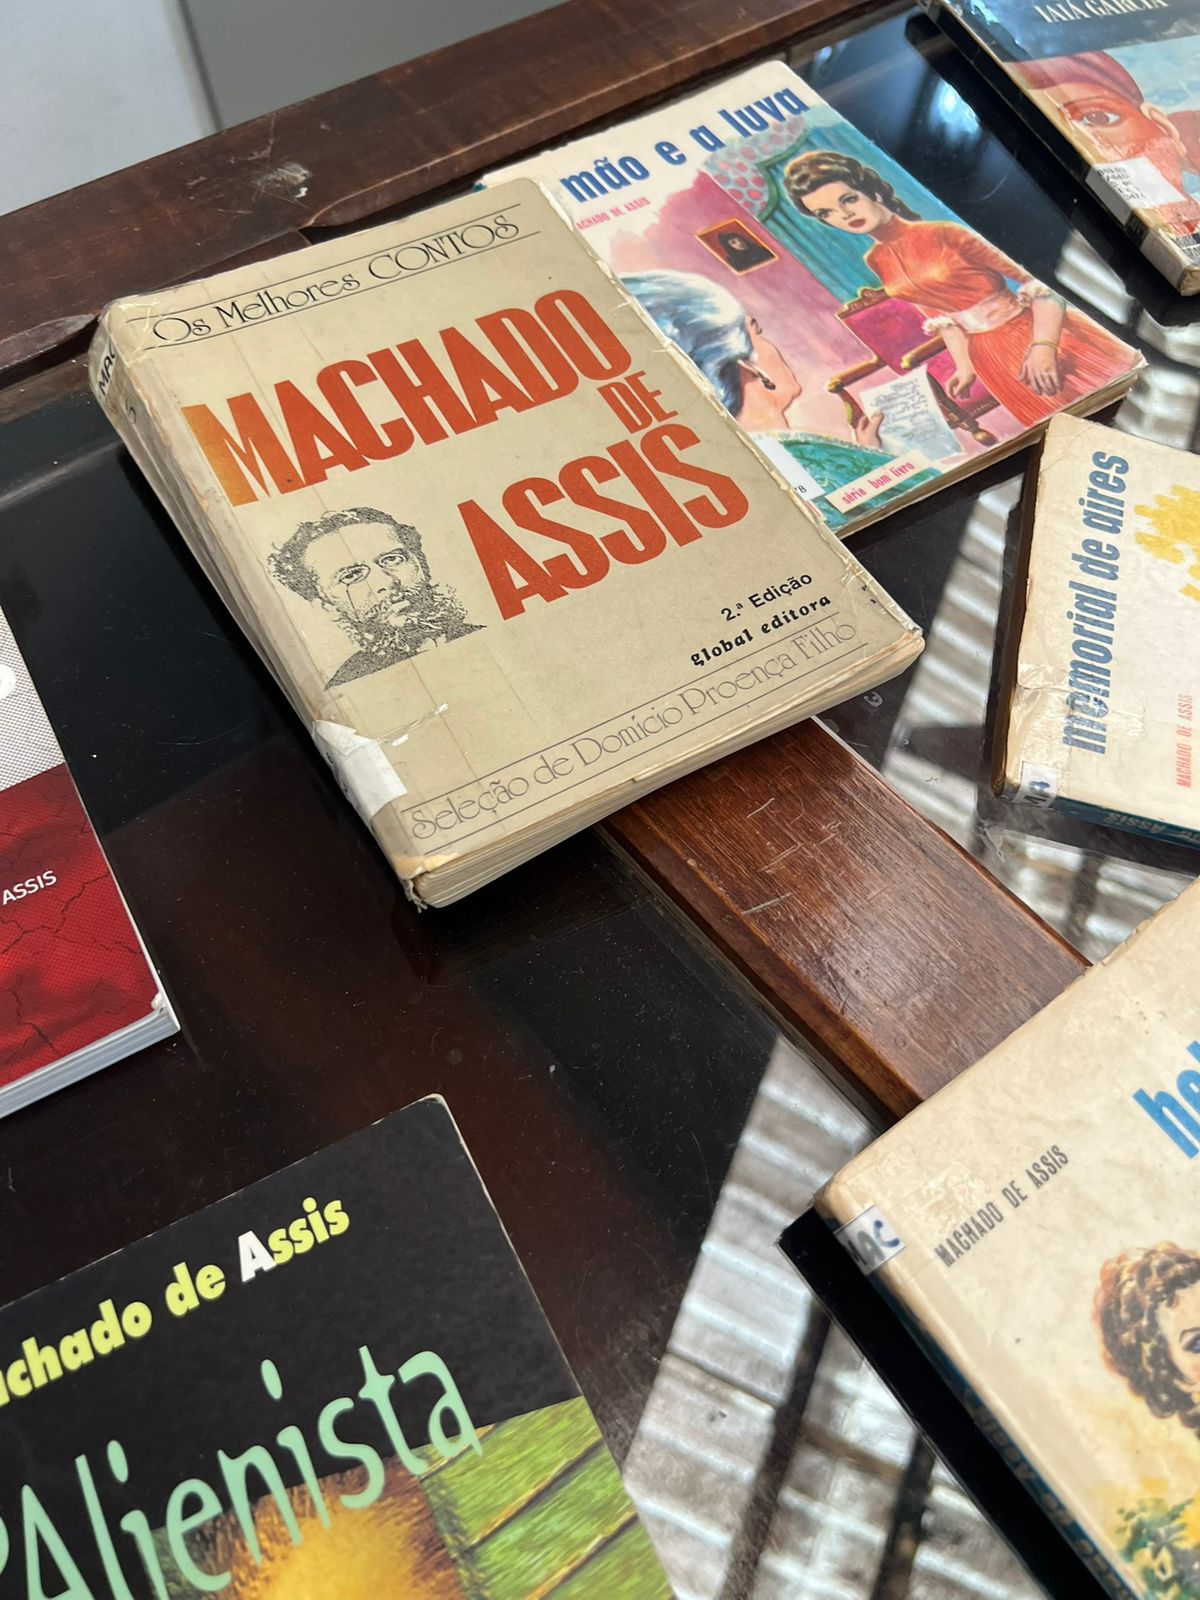 IAIÁ GARCIA
mão e a luva
MACHADO DE ASSIS
série bom livro
Os Melhores CONTOS
MACHADO
DE
ASSIS
2.ª Edição
global editora
Seleção de Domício Proença Filho
memorial de aires
MACHADO DE ASSIS
ASSIS
MACHADO DE ASSIS
MAC
Machado de Assis
Alienista